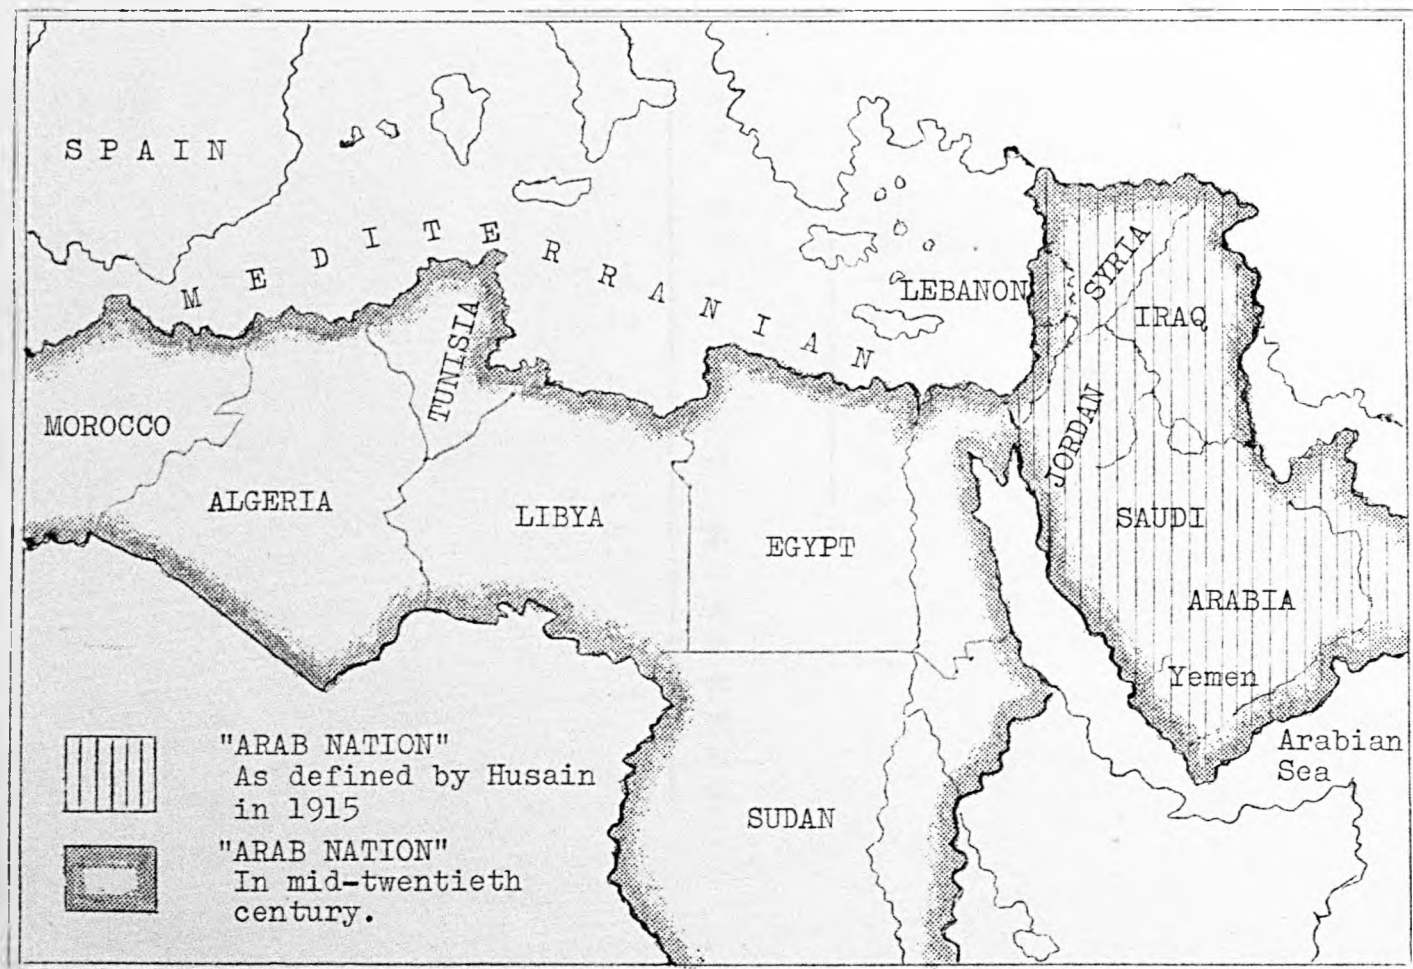 SPAIN
MEDITERRANIAN
LEBANON
SYRIA
IRAQ
TUNISIA
JORDAN
MOROCCO
ALGERIA
LIBYA
EGYPT
SAUDI
ARABIA
Yemen
Arabian
Sea
SUDAN
"ARAB NATION"
As defined by Husain
in 1915
"ARAB NATION"
In mid-twentieth
century.